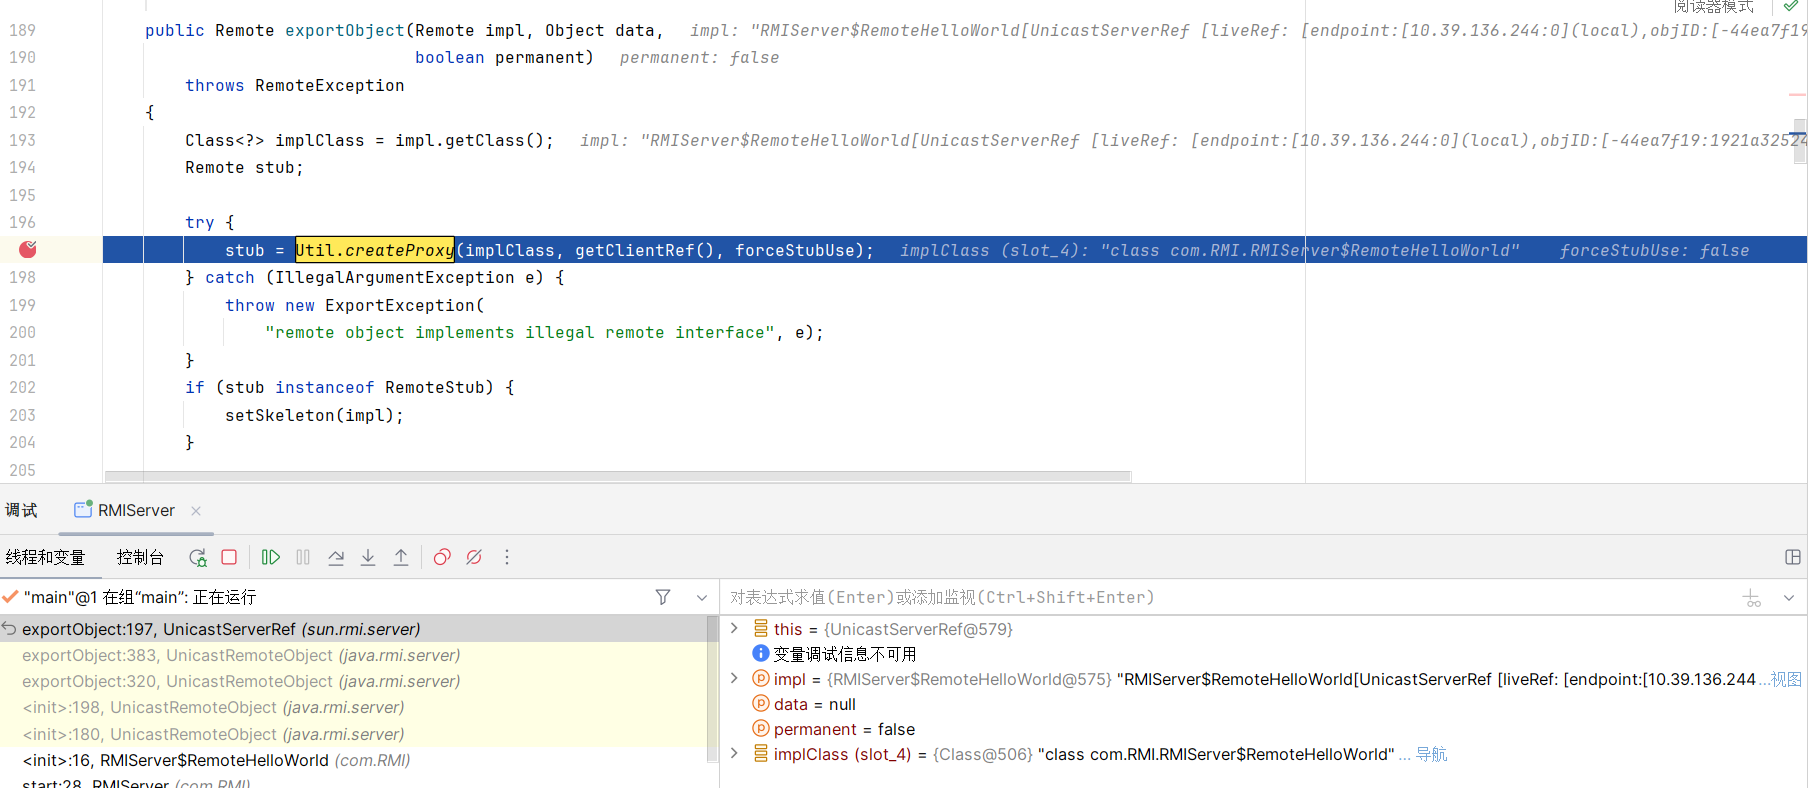 阅读器模式
189 public Remote exportObject(Remote impl, Object data, impl: "RMIServer$RemoteHelloWorld[UnicastServerRef [liveRef: [endpoint:[10.39.136.244:0](local),objID:[-44ea7f19
190 boolean permanent) permanent: false
191 throws RemoteException
192 {
193 Class<?> implClass = impl.getClass(); impl: "RMIServer$RemoteHelloWorld[UnicastServerRef [liveRef: [endpoint:[10.39.136.244:0](local),objID:[-44ea7f19:1921a32524
194 Remote stub;
195
196 try {
stub = Util.createProxy(implClass, getClientRef(), forceStubUse); implClass (slot_4): "class com.RMI.RMIServer$RemoteHelloWorld" forceStubUse: false
198 } catch (IllegalArgumentException e) {
199 throw new ExportException(
200 "remote object implements illegal remote interface", e);
201 }
202 if (stub instanceof RemoteStub) {
203 setSkeleton(impl);
204 }
205
调试 RMIServer
线程和变量 控制台
"main"@1 在组“main”: 正在运行
对表达式求值(Enter)或添加监视(Ctrl+Shift+Enter)
exportObject:197, UnicastServerRef (sun.rmi.server)
exportObject:383, UnicastRemoteObject (java.rmi.server)
exportObject:320, UnicastRemoteObject (java.rmi.server)
<init>:198, UnicastRemoteObject (java.rmi.server)
<init>:180, UnicastRemoteObject (java.rmi.server)
<init>:16, RMIServer$RemoteHelloWorld (com.RMI)
start:28, RMIServer (com.RMI)
this = {UnicastServerRef@579}
变量调试信息不可用
impl = {RMIServer$RemoteHelloWorld@575} "RMIServer$RemoteHelloWorld[UnicastServerRef [liveRef: [endpoint:[10.39.136.244 ...视图
data = null
permanent = false
implClass (slot_4) = {Class@506} "class com.RMI.RMIServer$RemoteHelloWorld" ... 导航